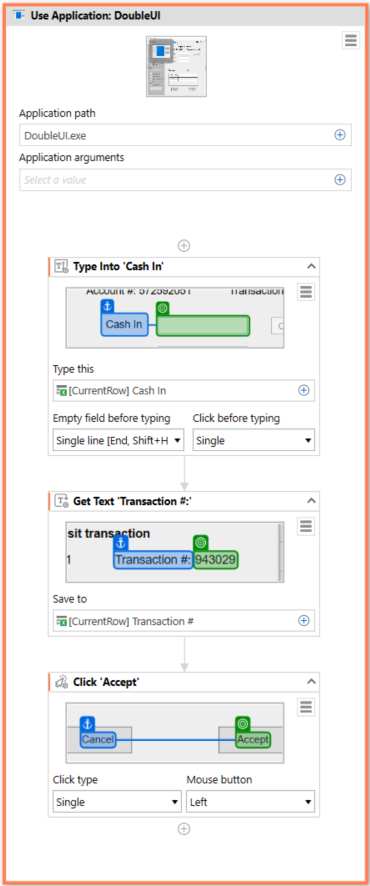 Use Application: DoubleUI
Application path
DoubleUI.exe
Application arguments
Select a value
Type Into 'Cash In'
Account #: 572592051 Transaction
Cash In
Type this
[CurrentRow] Cash In
Empty field before typing Click before typing
Single line [End, Shift+H Single
Get Text 'Transaction #:'
sit transaction
1 Transaction #: 943029
Save to
[CurrentRow] Transaction #
Click 'Accept'
Cancel Accept
Click type Mouse button
Single Left